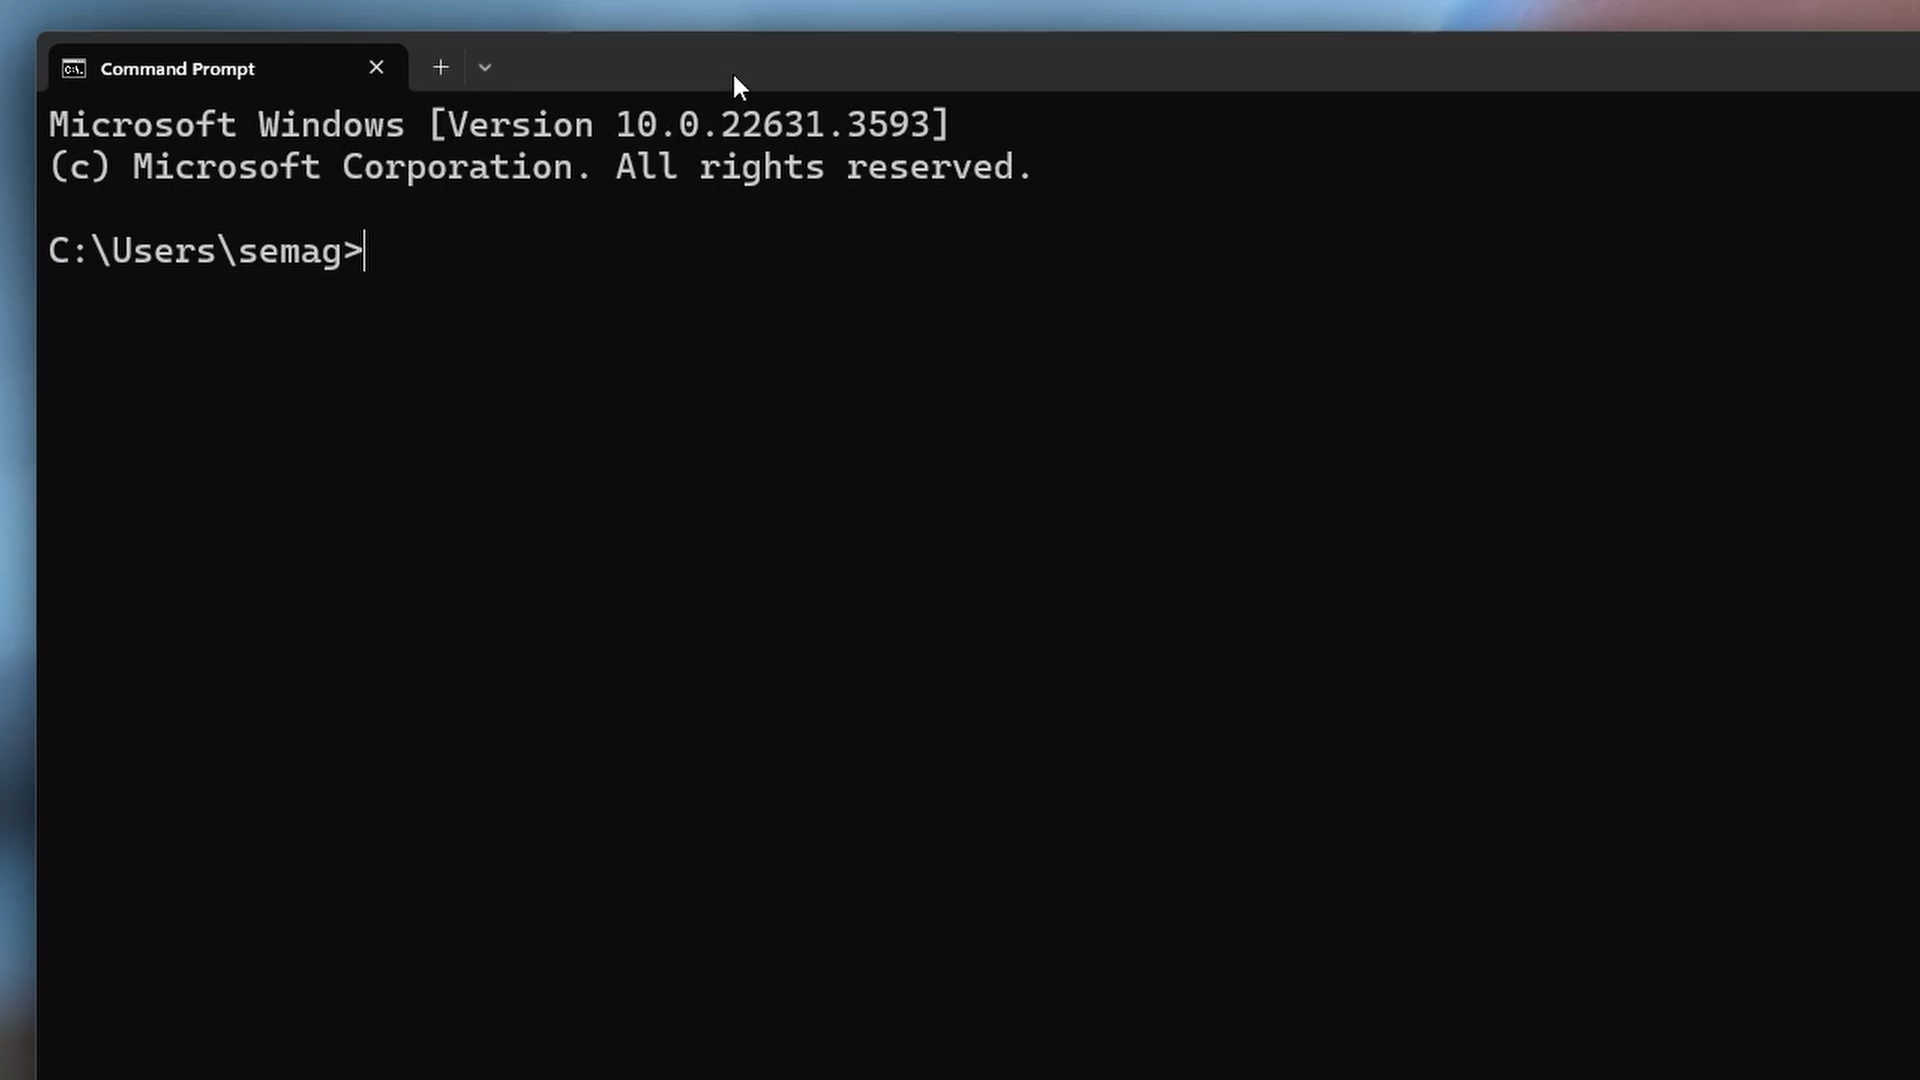 Command Prompt
Microsoft Windows [Version 10.0.22631.3593]
(c) Microsoft Corporation. All rights reserved.
C:\Users\semag>